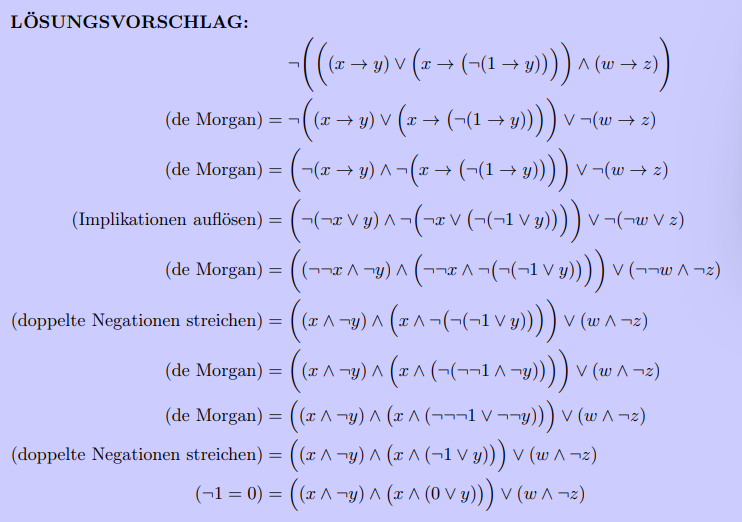 LÖSUNGSVORSCHLAG:
¬(((x → y) ∨ (x → (¬(1 → y)))) ∧ (w → z))
(de Morgan) = ¬((x → y) ∨ (x → (¬(1 → y)))) ∨ ¬(w → z)
(de Morgan) = (¬(x → y) ∧ ¬(x → (¬(1 → y)))) ∨ ¬(w → z)
(Implikationen auflösen) = (¬(¬x ∨ y) ∧ ¬(¬x ∨ (¬(¬1 ∨ y)))) ∨ ¬(¬w ∨ z)
(de Morgan) = ((¬¬x ∧ ¬y) ∧ (¬¬x ∧ ¬(¬(¬1 ∨ y)))) ∨ (¬¬w ∧ ¬z)
(doppelte Negationen streichen) = ((x ∧ ¬y) ∧ (x ∧ ¬(¬(¬1 ∨ y)))) ∨ (w ∧ ¬z)
(de Morgan) = ((x ∧ ¬y) ∧ (x ∧ (¬(¬¬1 ∧ ¬y)))) ∨ (w ∧ ¬z)
(de Morgan) = ((x ∧ ¬y) ∧ (x ∧ (¬¬¬1 ∨ ¬¬y))) ∨ (w ∧ ¬z)
(doppelte Negationen streichen) = ((x ∧ ¬y) ∧ (x ∧ (¬1 ∨ y))) ∨ (w ∧ ¬z)
(¬1 = 0) = ((x ∧ ¬y) ∧ (x ∧ (0 ∨ y))) ∨ (w ∧ ¬z)